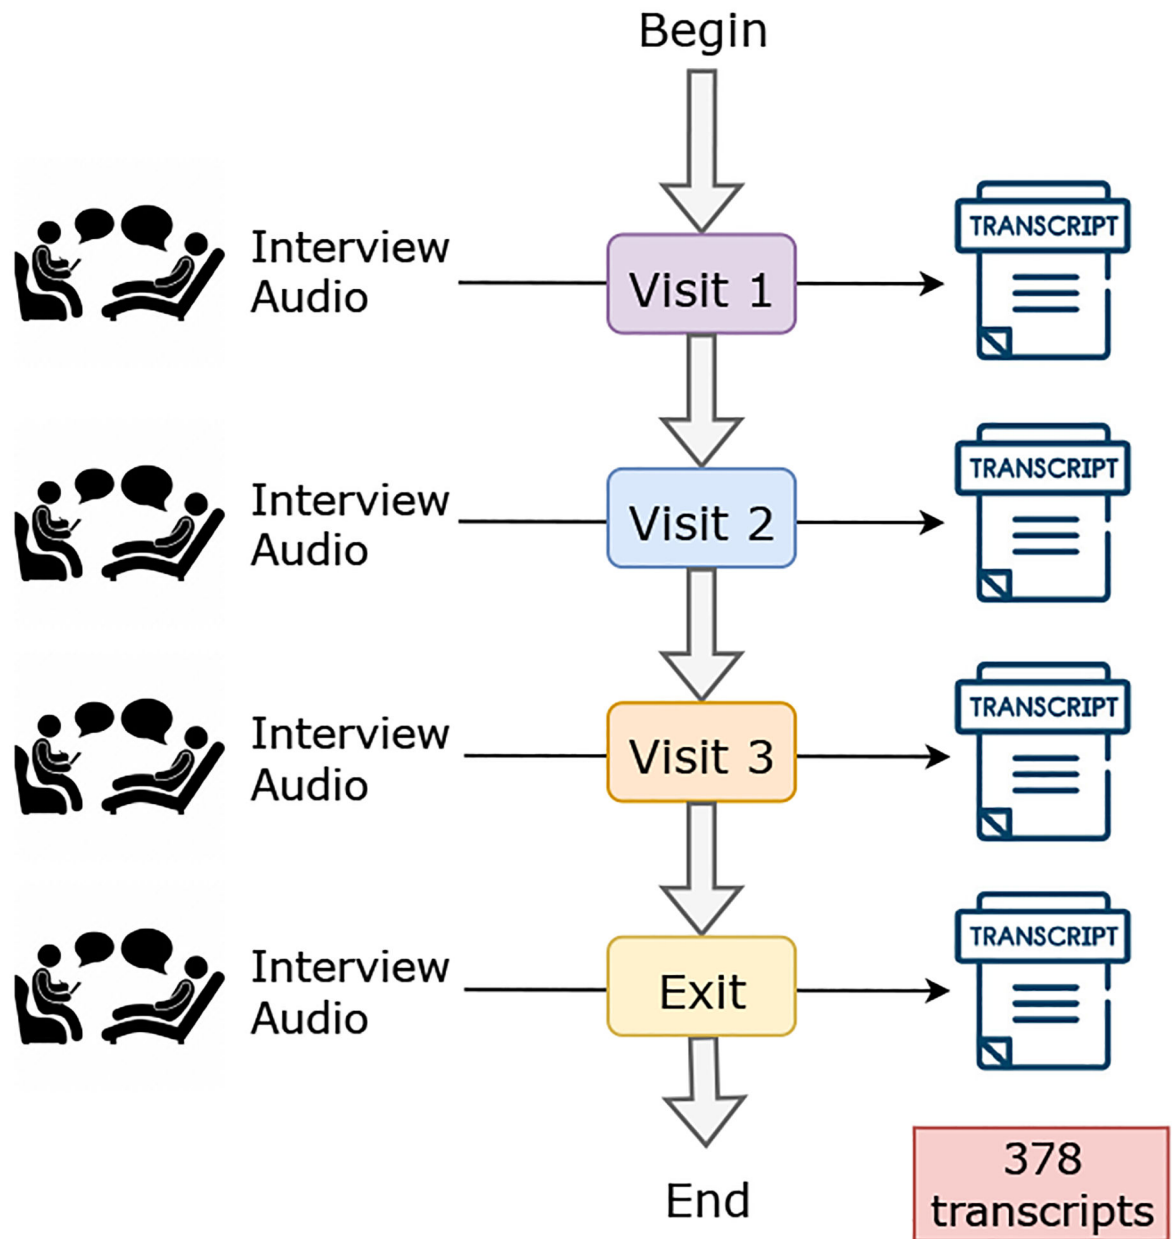 Begin
Interview
Audio
Visit 1
TRANSCRIPT
Interview
Audio
Visit 2
TRANSCRIPT
Interview
Audio
Visit 3
TRANSCRIPT
Interview
Audio
Exit
TRANSCRIPT
End
378
transcripts